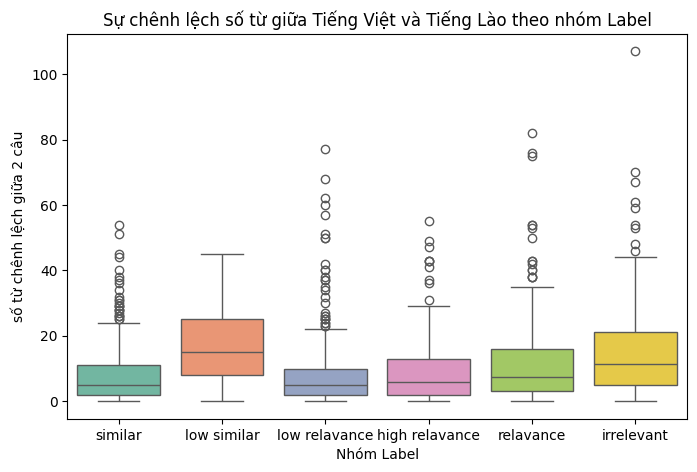 Sự chênh lệch số từ giữa Tiếng Việt và Tiếng Lào theo nhóm Label
số từ chênh lệch giữa 2 câu
100
80
60
40
20
0
similar low similar low relavance high relavance relavance irrelevant
Nhóm Label